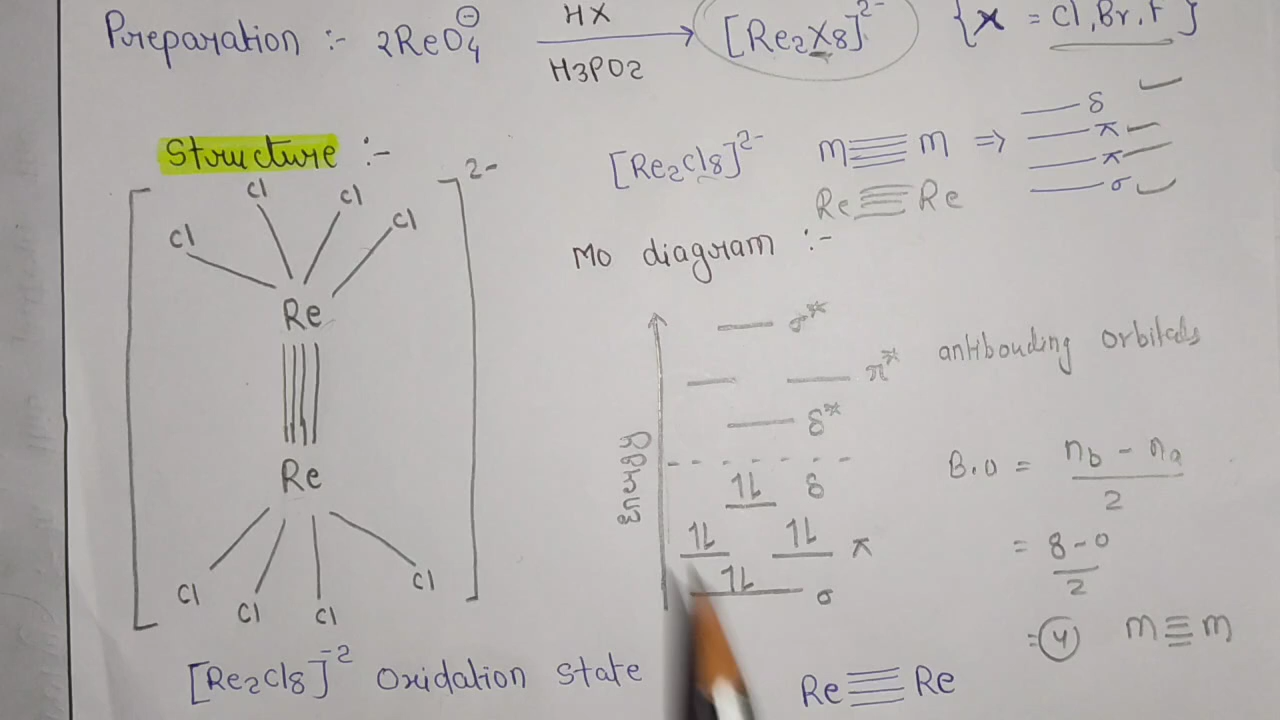 Preparation :- 2ReO4⊖ HX H3PO2 → [Re2X8]2- {X = Cl, Br, I}
Structure :-
[ ]2-
Cl Cl Cl Cl
Re
Re
Cl Cl Cl Cl
[Re2Cl8]-2 Oxidation state
[Re2Cl8]2- M≣M ⇒
Re≣Re
δ
π
π
σ
MO diagram :-
Energy
σ*
π* antibonding orbitals
δ*
1L δ
1L 1L π
1L σ
B.O = nb - na / 2
= 8-0 / 2
= 4 M≣M
Re≣Re